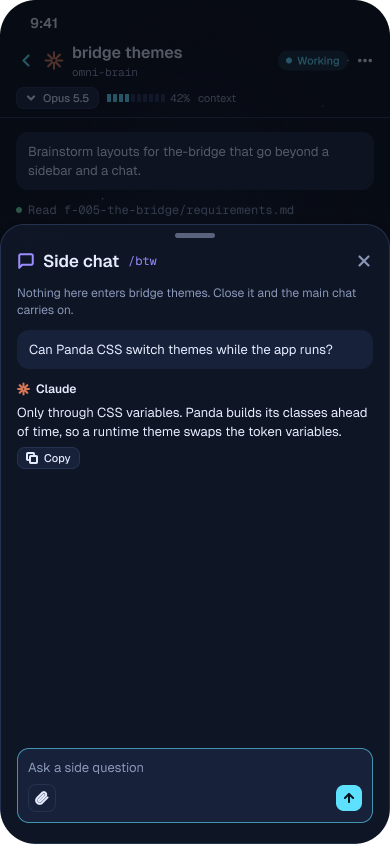 9:41
bridge themes
omni-brain
Working
Opus 5.5
42% context
Brainstorm layouts for the-bridge that go beyond a
sidebar and a chat.
Read f-005-the-bridge/requirements.md
Side chat /btw
Nothing here enters bridge themes. Close it and the main chat
carries on.
Can Panda CSS switch themes while the app runs?
Claude
Only through CSS variables. Panda builds its classes ahead
of time, so a runtime theme swaps the token variables.
Copy
Ask a side question